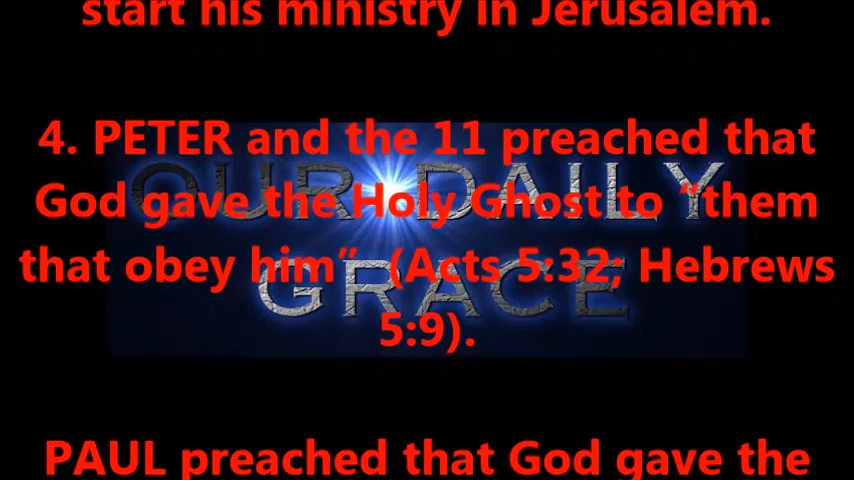 start his ministry in Jerusalem.
4. PETER and the 11 preached that
God gave the Holy Ghost to “them
that obey him” (Acts 5:32; Hebrews
5:9).
PAUL preached that God gave the
OUR DAILY
GRACE